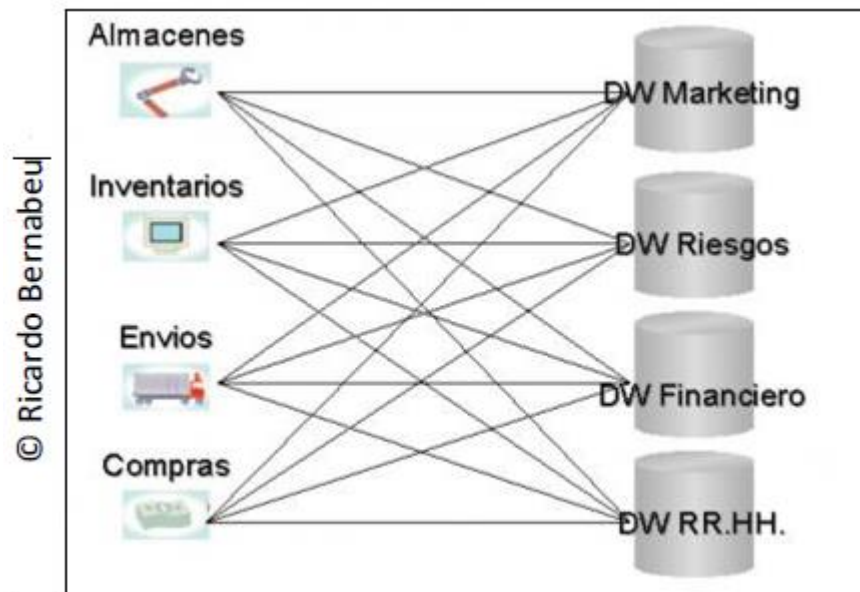 © Ricardo Bernabeu
Almacenes
Inventarios
Envios
Compras
DW Marketing
DW Riesgos
DW Financiero
DW RR.HH.